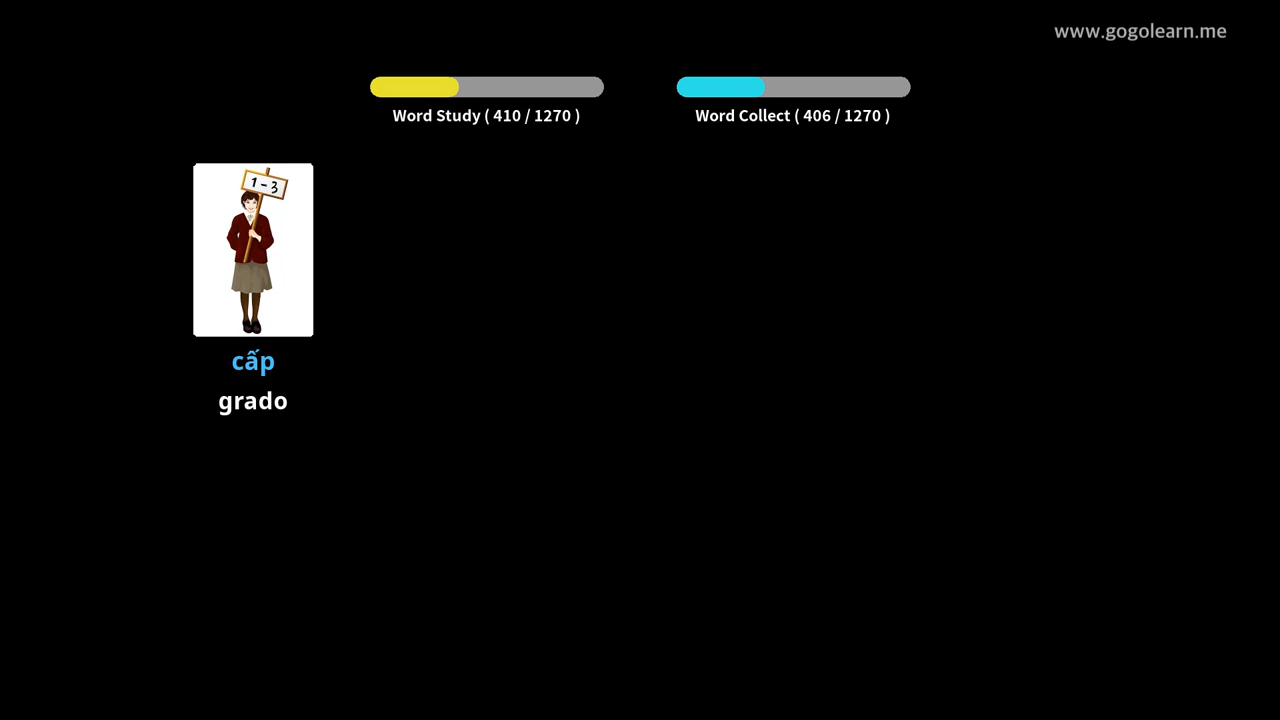 www.gogolearn.me
Word Study ( 410 / 1270 )
Word Collect ( 406 / 1270 )
1 - 3
cấp
grado